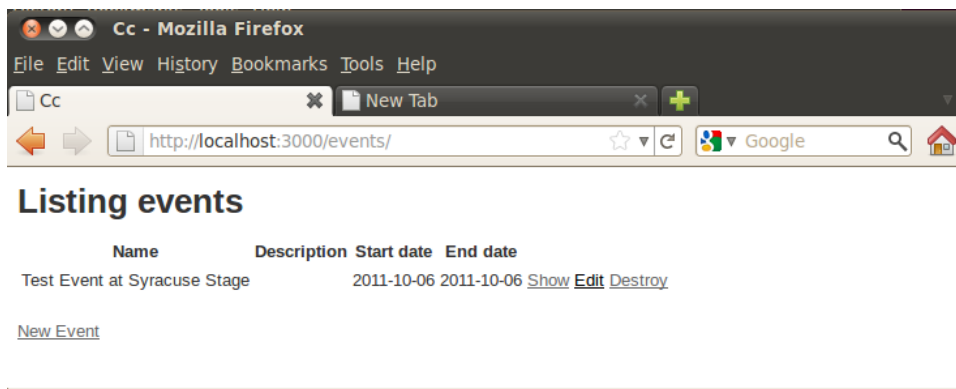 Cc - Mozilla Firefox
File Edit View History Bookmarks Tools Help
Cc New Tab
http://localhost:3000/events/ Google
Listing events
Name Description Start date End date
Test Event at Syracuse Stage 2011-10-06 2011-10-06 Show Edit Destroy
New Event